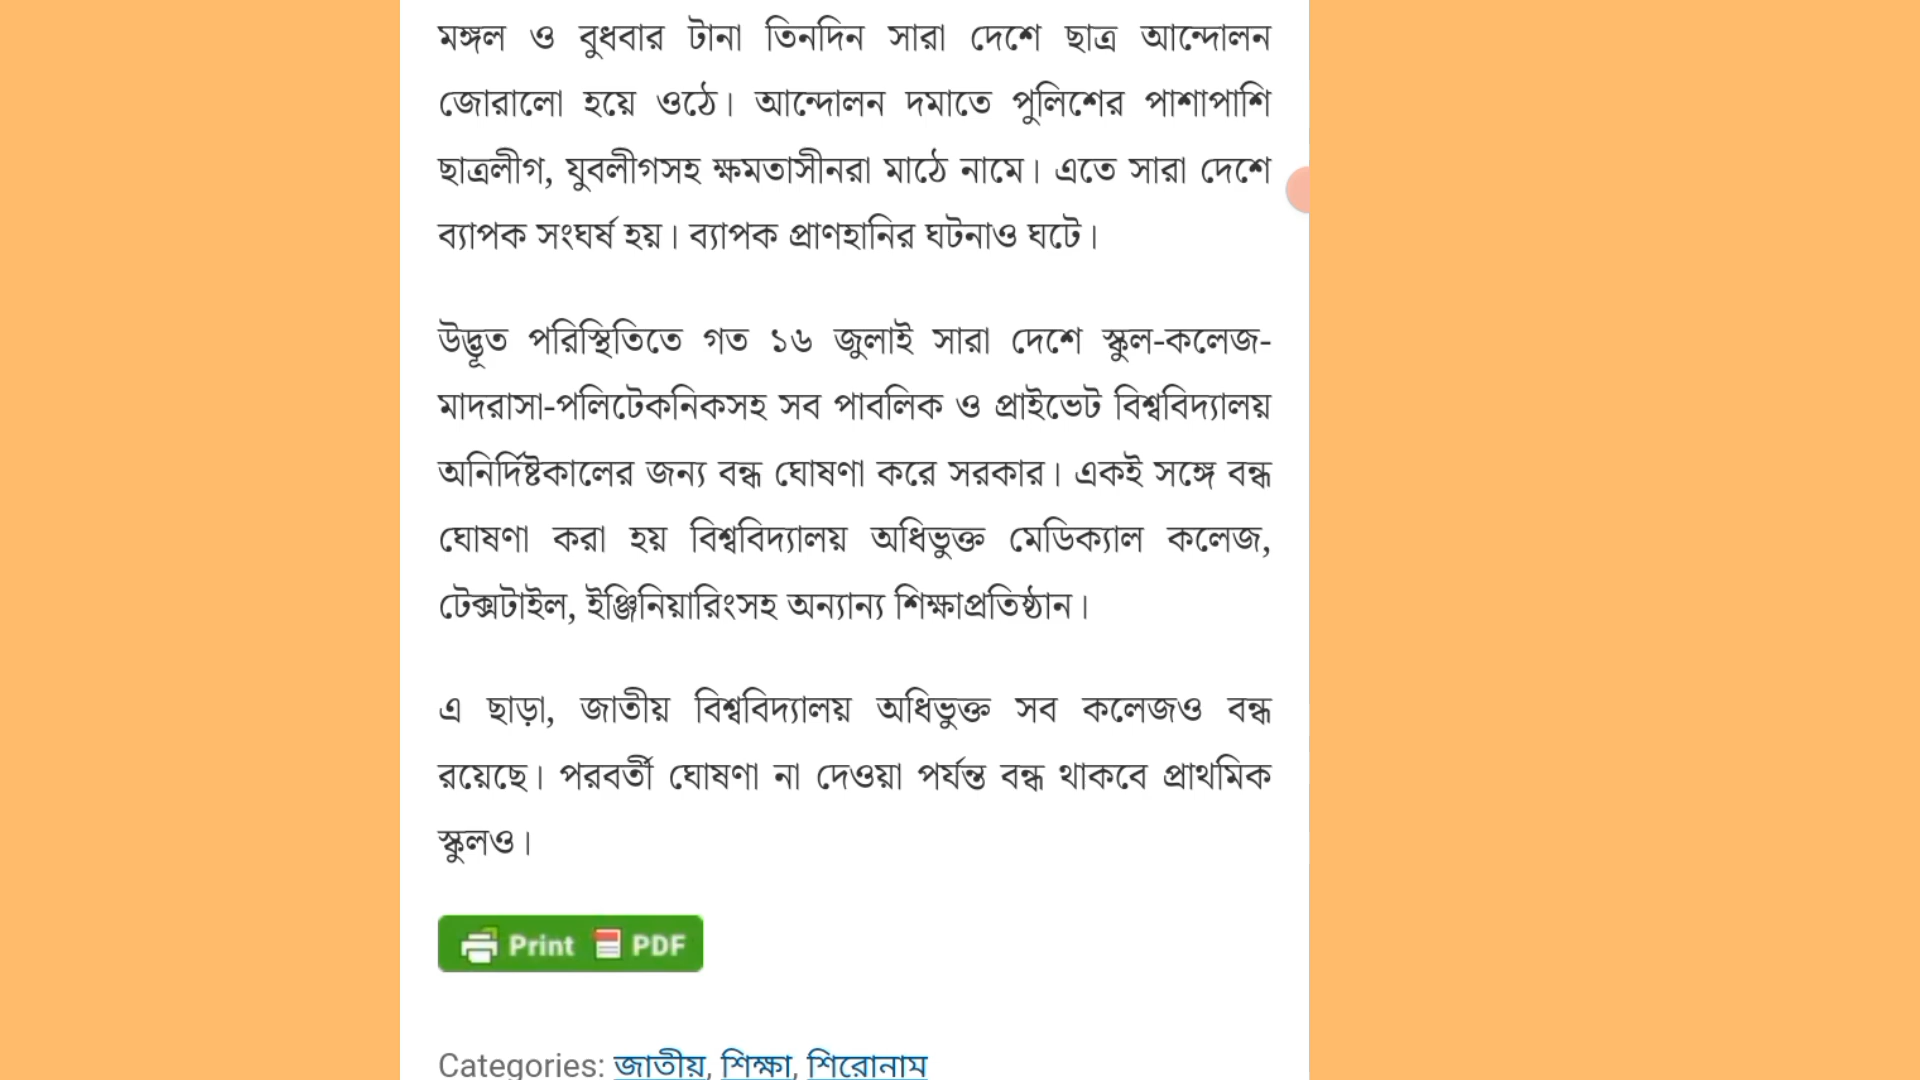 মঙ্গল ও বুধবার টানা তিনদিন সারা দেশে ছাত্র আন্দোলন
জোরালো হয়ে ওঠে। আন্দোলন দমাতে পুলিশের পাশাপাশি
ছাত্রলীগ, যুবলীগসহ ক্ষমতাসীনরা মাঠে নামে। এতে সারা দেশে
ব্যাপক সংঘর্ষ হয়। ব্যাপক প্রাণহানির ঘটনাও ঘটে।
উদ্ভূত পরিস্থিতিতে গত ১৬ জুলাই সারা দেশে স্কুল-কলেজ-
মাদরাসা-পলিটেকনিকসহ সব পাবলিক ও প্রাইভেট বিশ্ববিদ্যালয়
অনির্দিষ্টকালের জন্য বন্ধ ঘোষণা করে সরকার। একই সঙ্গে বন্ধ
ঘোষণা করা হয় বিশ্ববিদ্যালয় অধিভুক্ত মেডিক্যাল কলেজ,
টেক্সটাইল, ইঞ্জিনিয়ারিংসহ অন্যান্য শিক্ষাপ্রতিষ্ঠান।
এ ছাড়া, জাতীয় বিশ্ববিদ্যালয় অধিভুক্ত সব কলেজও বন্ধ
রয়েছে। পরবর্তী ঘোষণা না দেওয়া পর্যন্ত বন্ধ থাকবে প্রাথমিক
স্কুলও।
Print PDF
Categories: জাতীয়, শিক্ষা, শিরোনাম